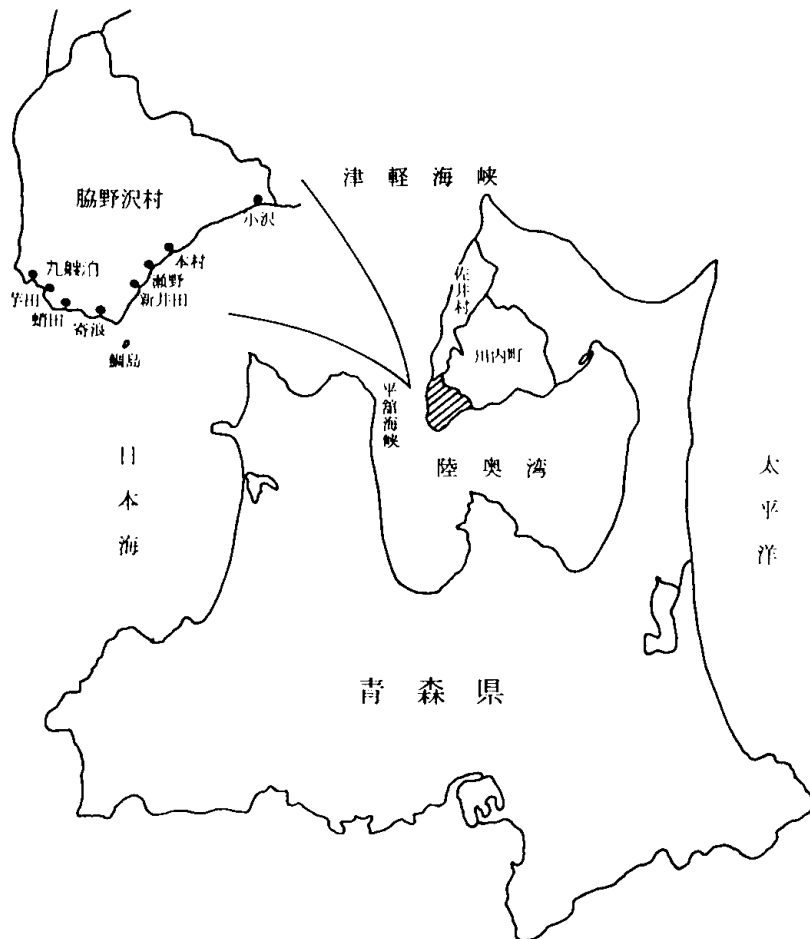 津軽海峡
脇野沢村
小沢
本村
瀬野
新井田
九艘泊
芋田
蛸田
寄浪
鯛島
佐井村
川内町
平舘海峡
陸奥湾
日本海
太平洋
青森県